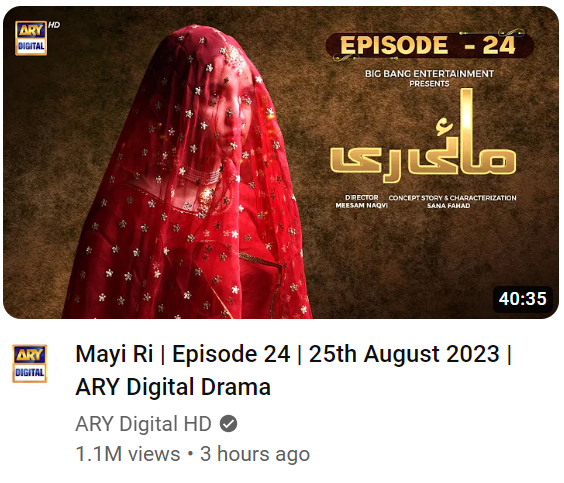 ARY
DIGITAL
HD
EPISODE - 24
BIG BANG ENTERTAINMENT
PRESENTS
مائی ری
DIRECTOR
MEESAM NAQVI
CONCEPT STORY & CHARACTERIZATION
SANA FAHAD
40:35
ARY
DIGITAL
Mayi Ri | Episode 24 | 25th August 2023 |
ARY Digital Drama
ARY Digital HD
1.1M views • 3 hours ago